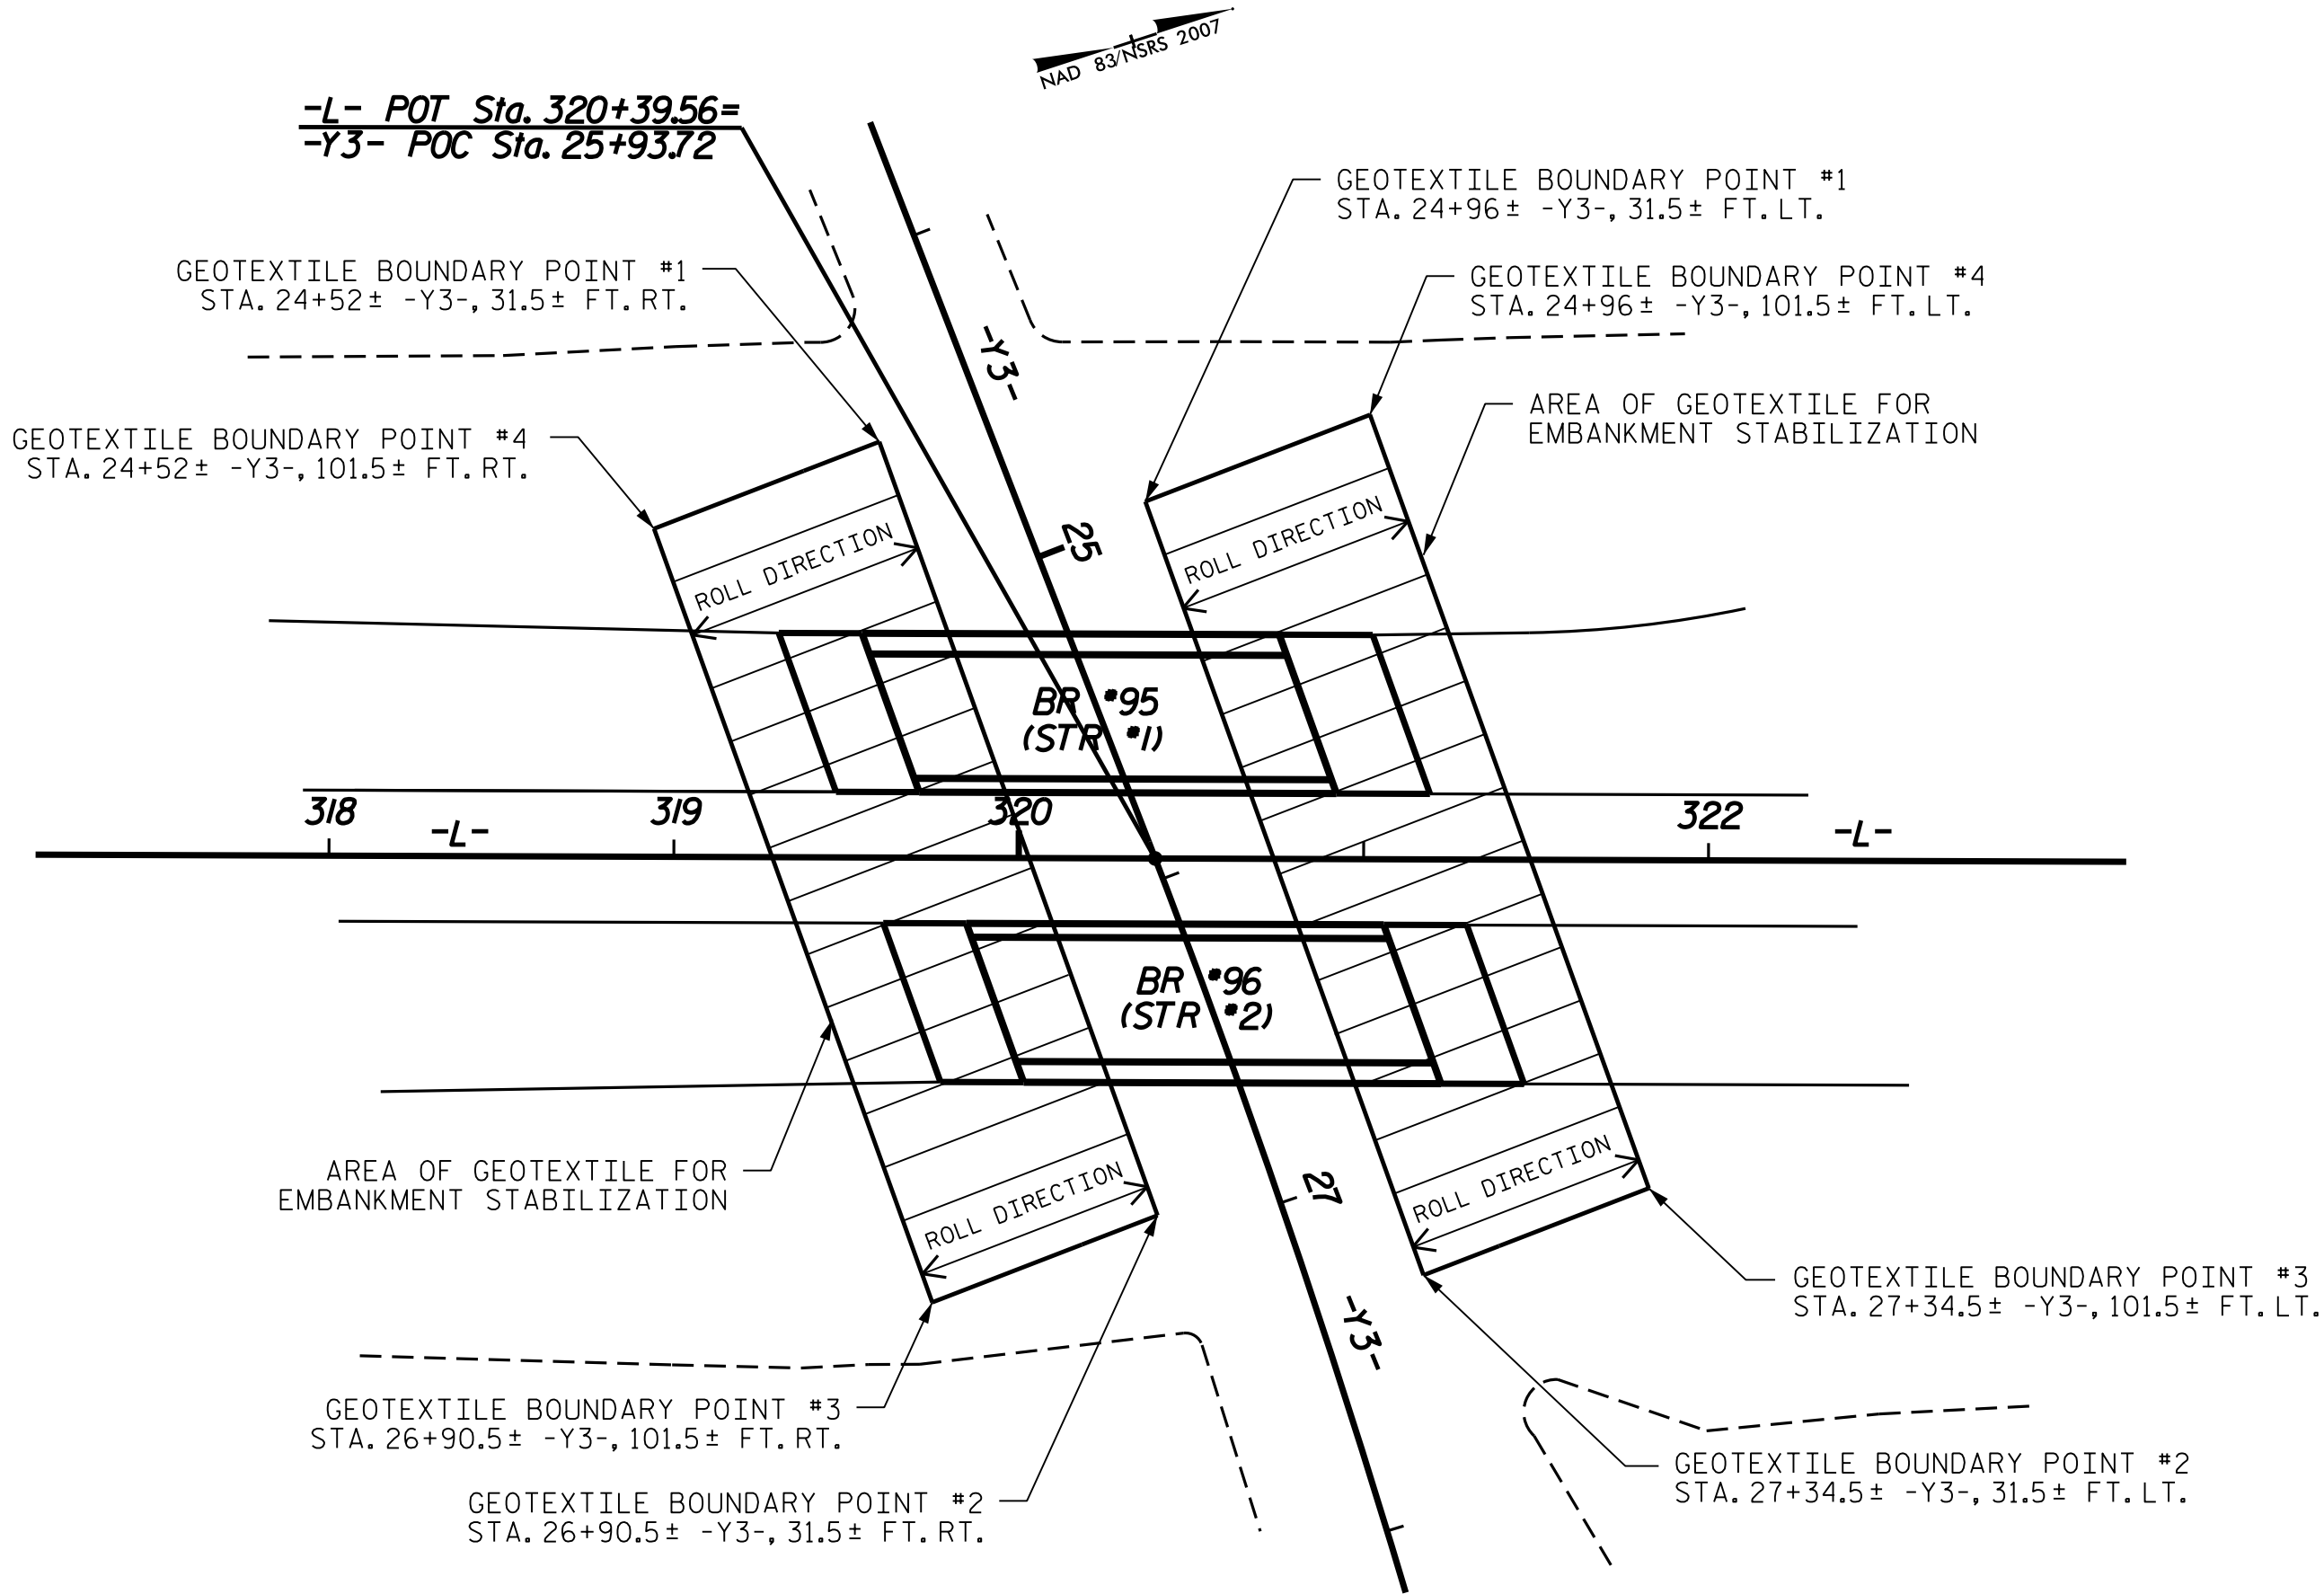 NAD 83/NSRS 2007
-L- POT Sta. 320+39.56=
-Y3- POC Sta. 25+93.72
GEOTEXTILE BOUNDARY POINT #1
STA. 24+96± -Y3-, 31.5± FT. LT.
GEOTEXTILE BOUNDARY POINT #1
STA. 24+52± -Y3-, 31.5± FT. RT.
GEOTEXTILE BOUNDARY POINT #4
STA. 24+96± -Y3-, 101.5± FT. LT.
-Y3-
AREA OF GEOTEXTILE FOR
EMBANKMENT STABILIZATION
GEOTEXTILE BOUNDARY POINT #4
STA. 24+52± -Y3-, 101.5± FT. RT.
ROLL DIRECTION
25
ROLL DIRECTION
BR #95
(STR #1)
318
-L-
319
320
322
-L-
BR #96
(STR #2)
AREA OF GEOTEXTILE FOR
EMBANKMENT STABILIZATION
ROLL DIRECTION
27
ROLL DIRECTION
GEOTEXTILE BOUNDARY POINT #3
STA. 27+34.5± -Y3-, 101.5± FT. LT.
-Y3-
GEOTEXTILE BOUNDARY POINT #3
STA. 26+90.5± -Y3-, 101.5± FT. RT.
GEOTEXTILE BOUNDARY POINT #2
STA. 27+34.5± -Y3-, 31.5± FT. LT.
GEOTEXTILE BOUNDARY POINT #2
STA. 26+90.5± -Y3-, 31.5± FT. RT.